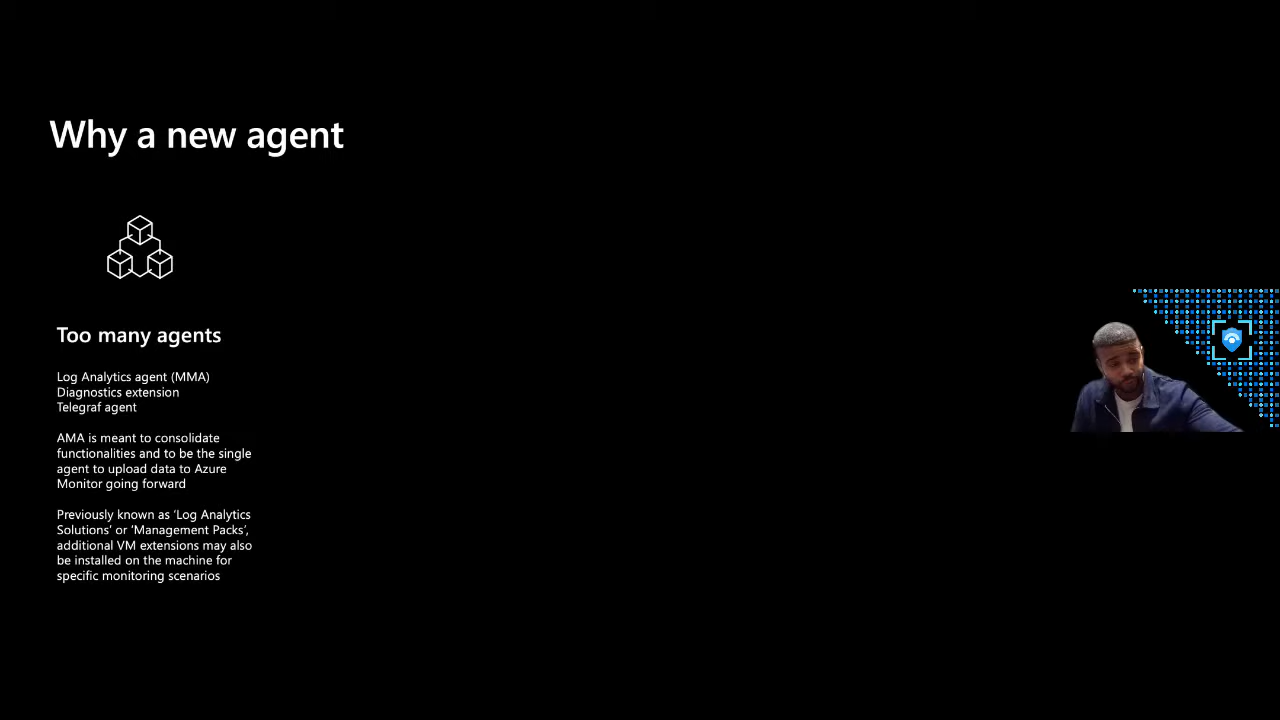 Why a new agent
Too many agents
Log Analytics agent (MMA)
Diagnostics extension
Telegraf agent
AMA is meant to consolidate
functionalities and to be the single
agent to upload data to Azure
Monitor going forward
Previously known as ‘Log Analytics
Solutions’ or ‘Management Packs’,
additional VM extensions may also
be installed on the machine for
specific monitoring scenarios